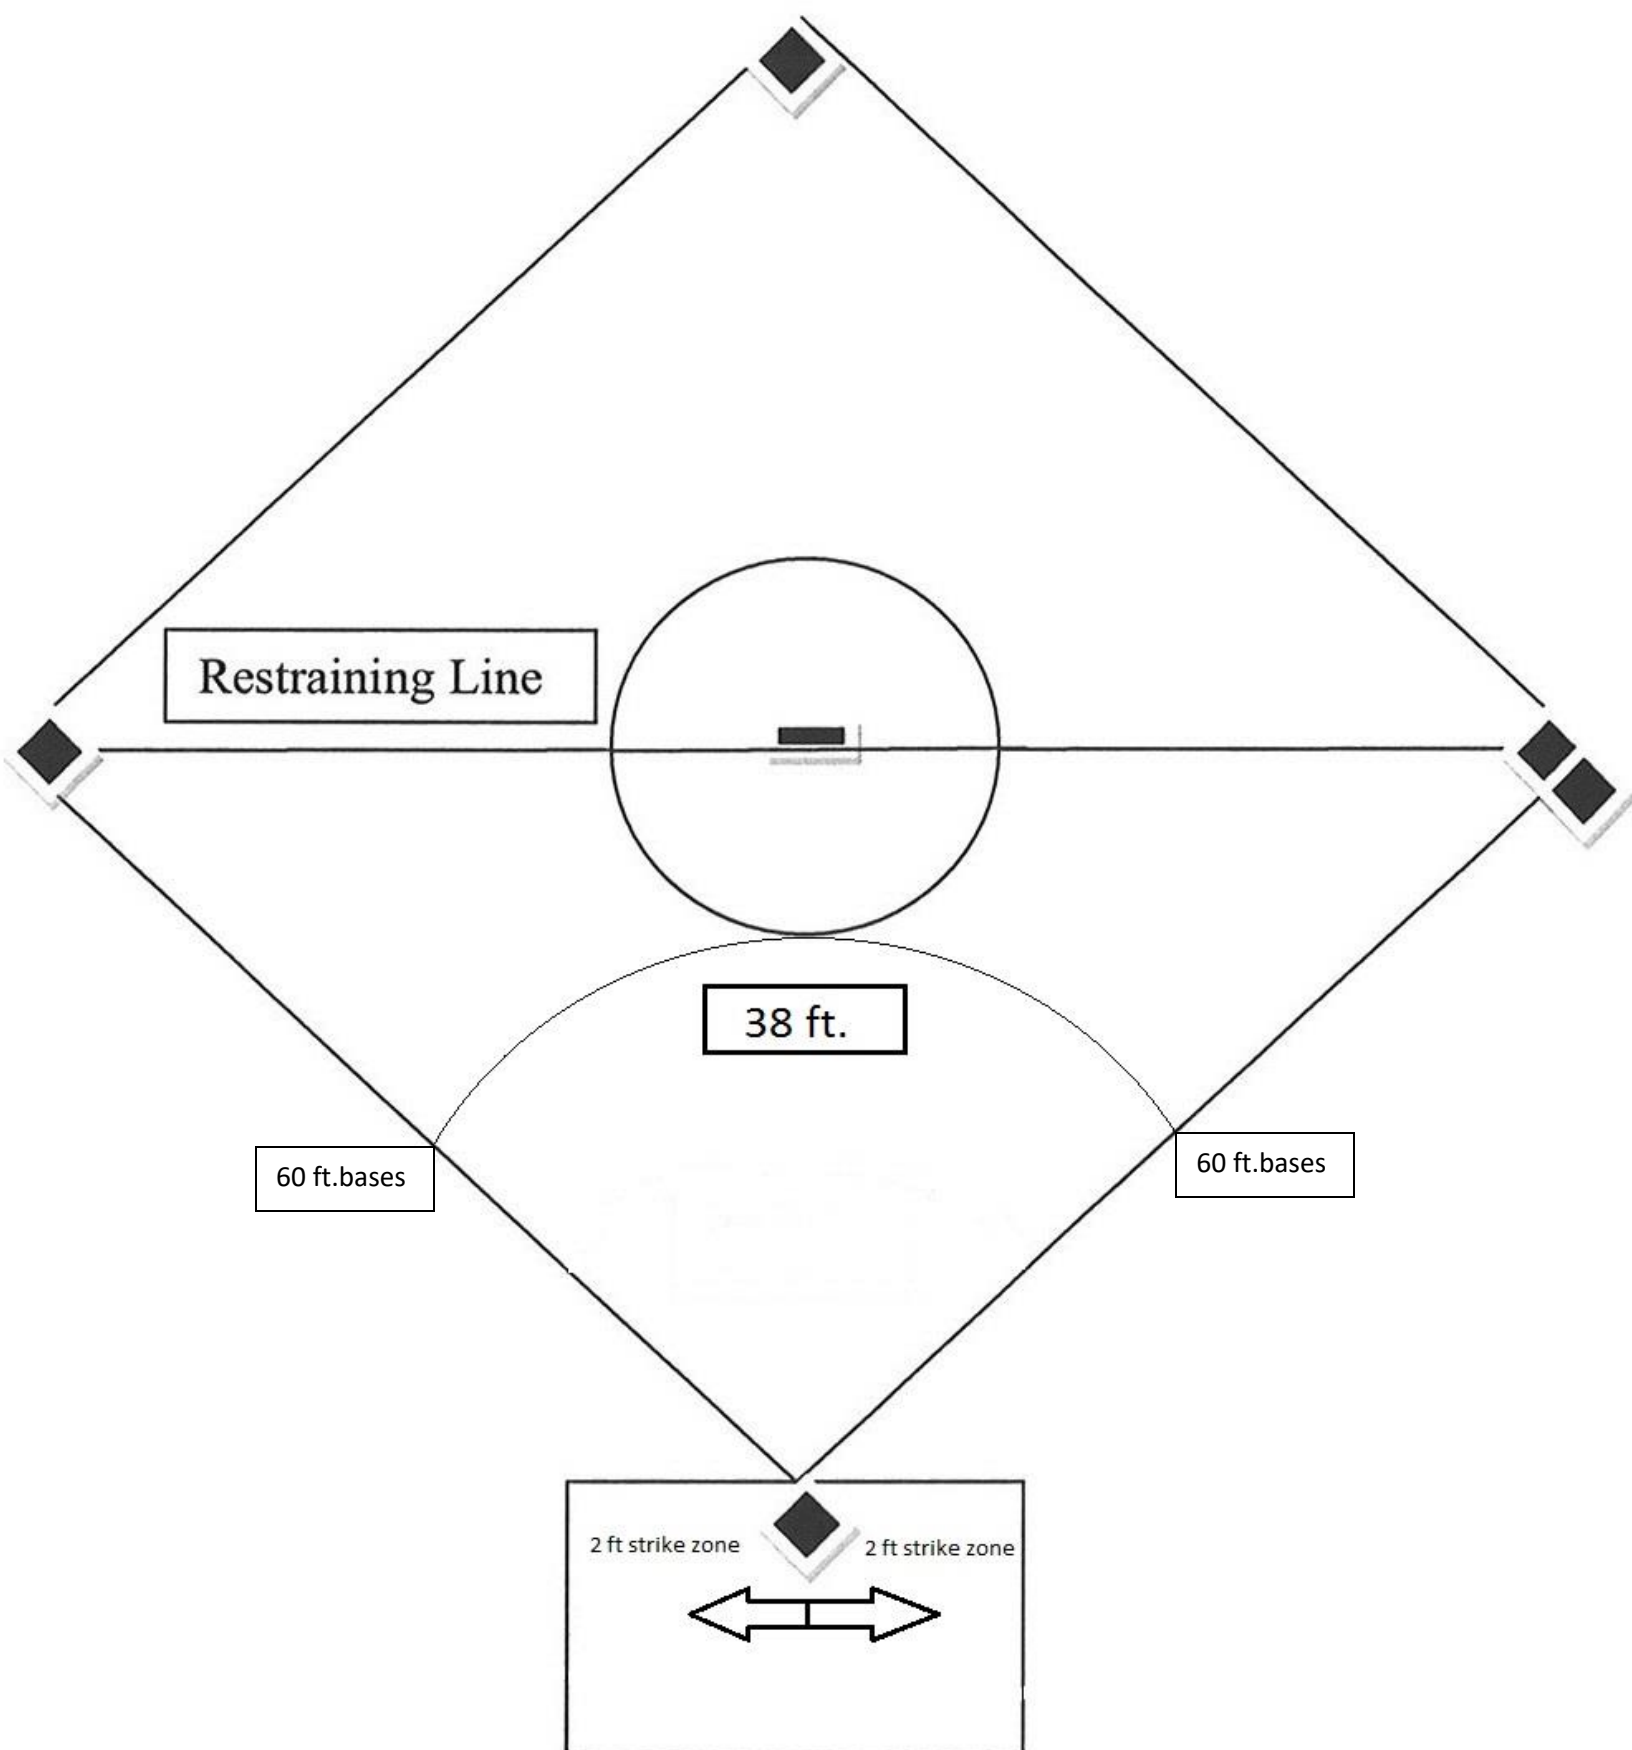 Restraining Line
38 ft.
60 ft.bases
60 ft.bases
2 ft strike zone
2 ft strike zone